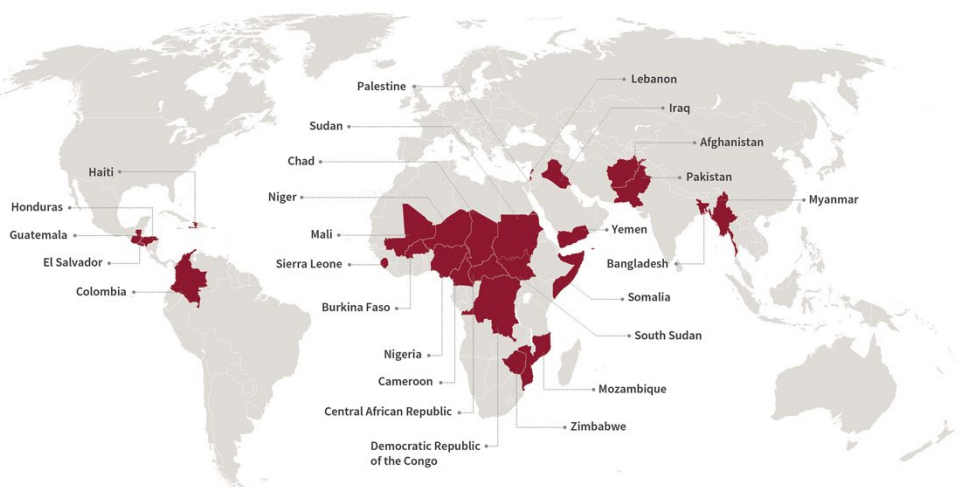 Palestine
Lebanon
Iraq
Sudan
Afghanistan
Chad
Haiti
Pakistan
Niger
Myanmar
Honduras
Guatemala
Mali
Yemen
El Salvador
Sierra Leone
Bangladesh
Colombia
Somalia
Burkina Faso
South Sudan
Nigeria
Cameroon
Mozambique
Central African Republic
Zimbabwe
Democratic Republic
of the Congo